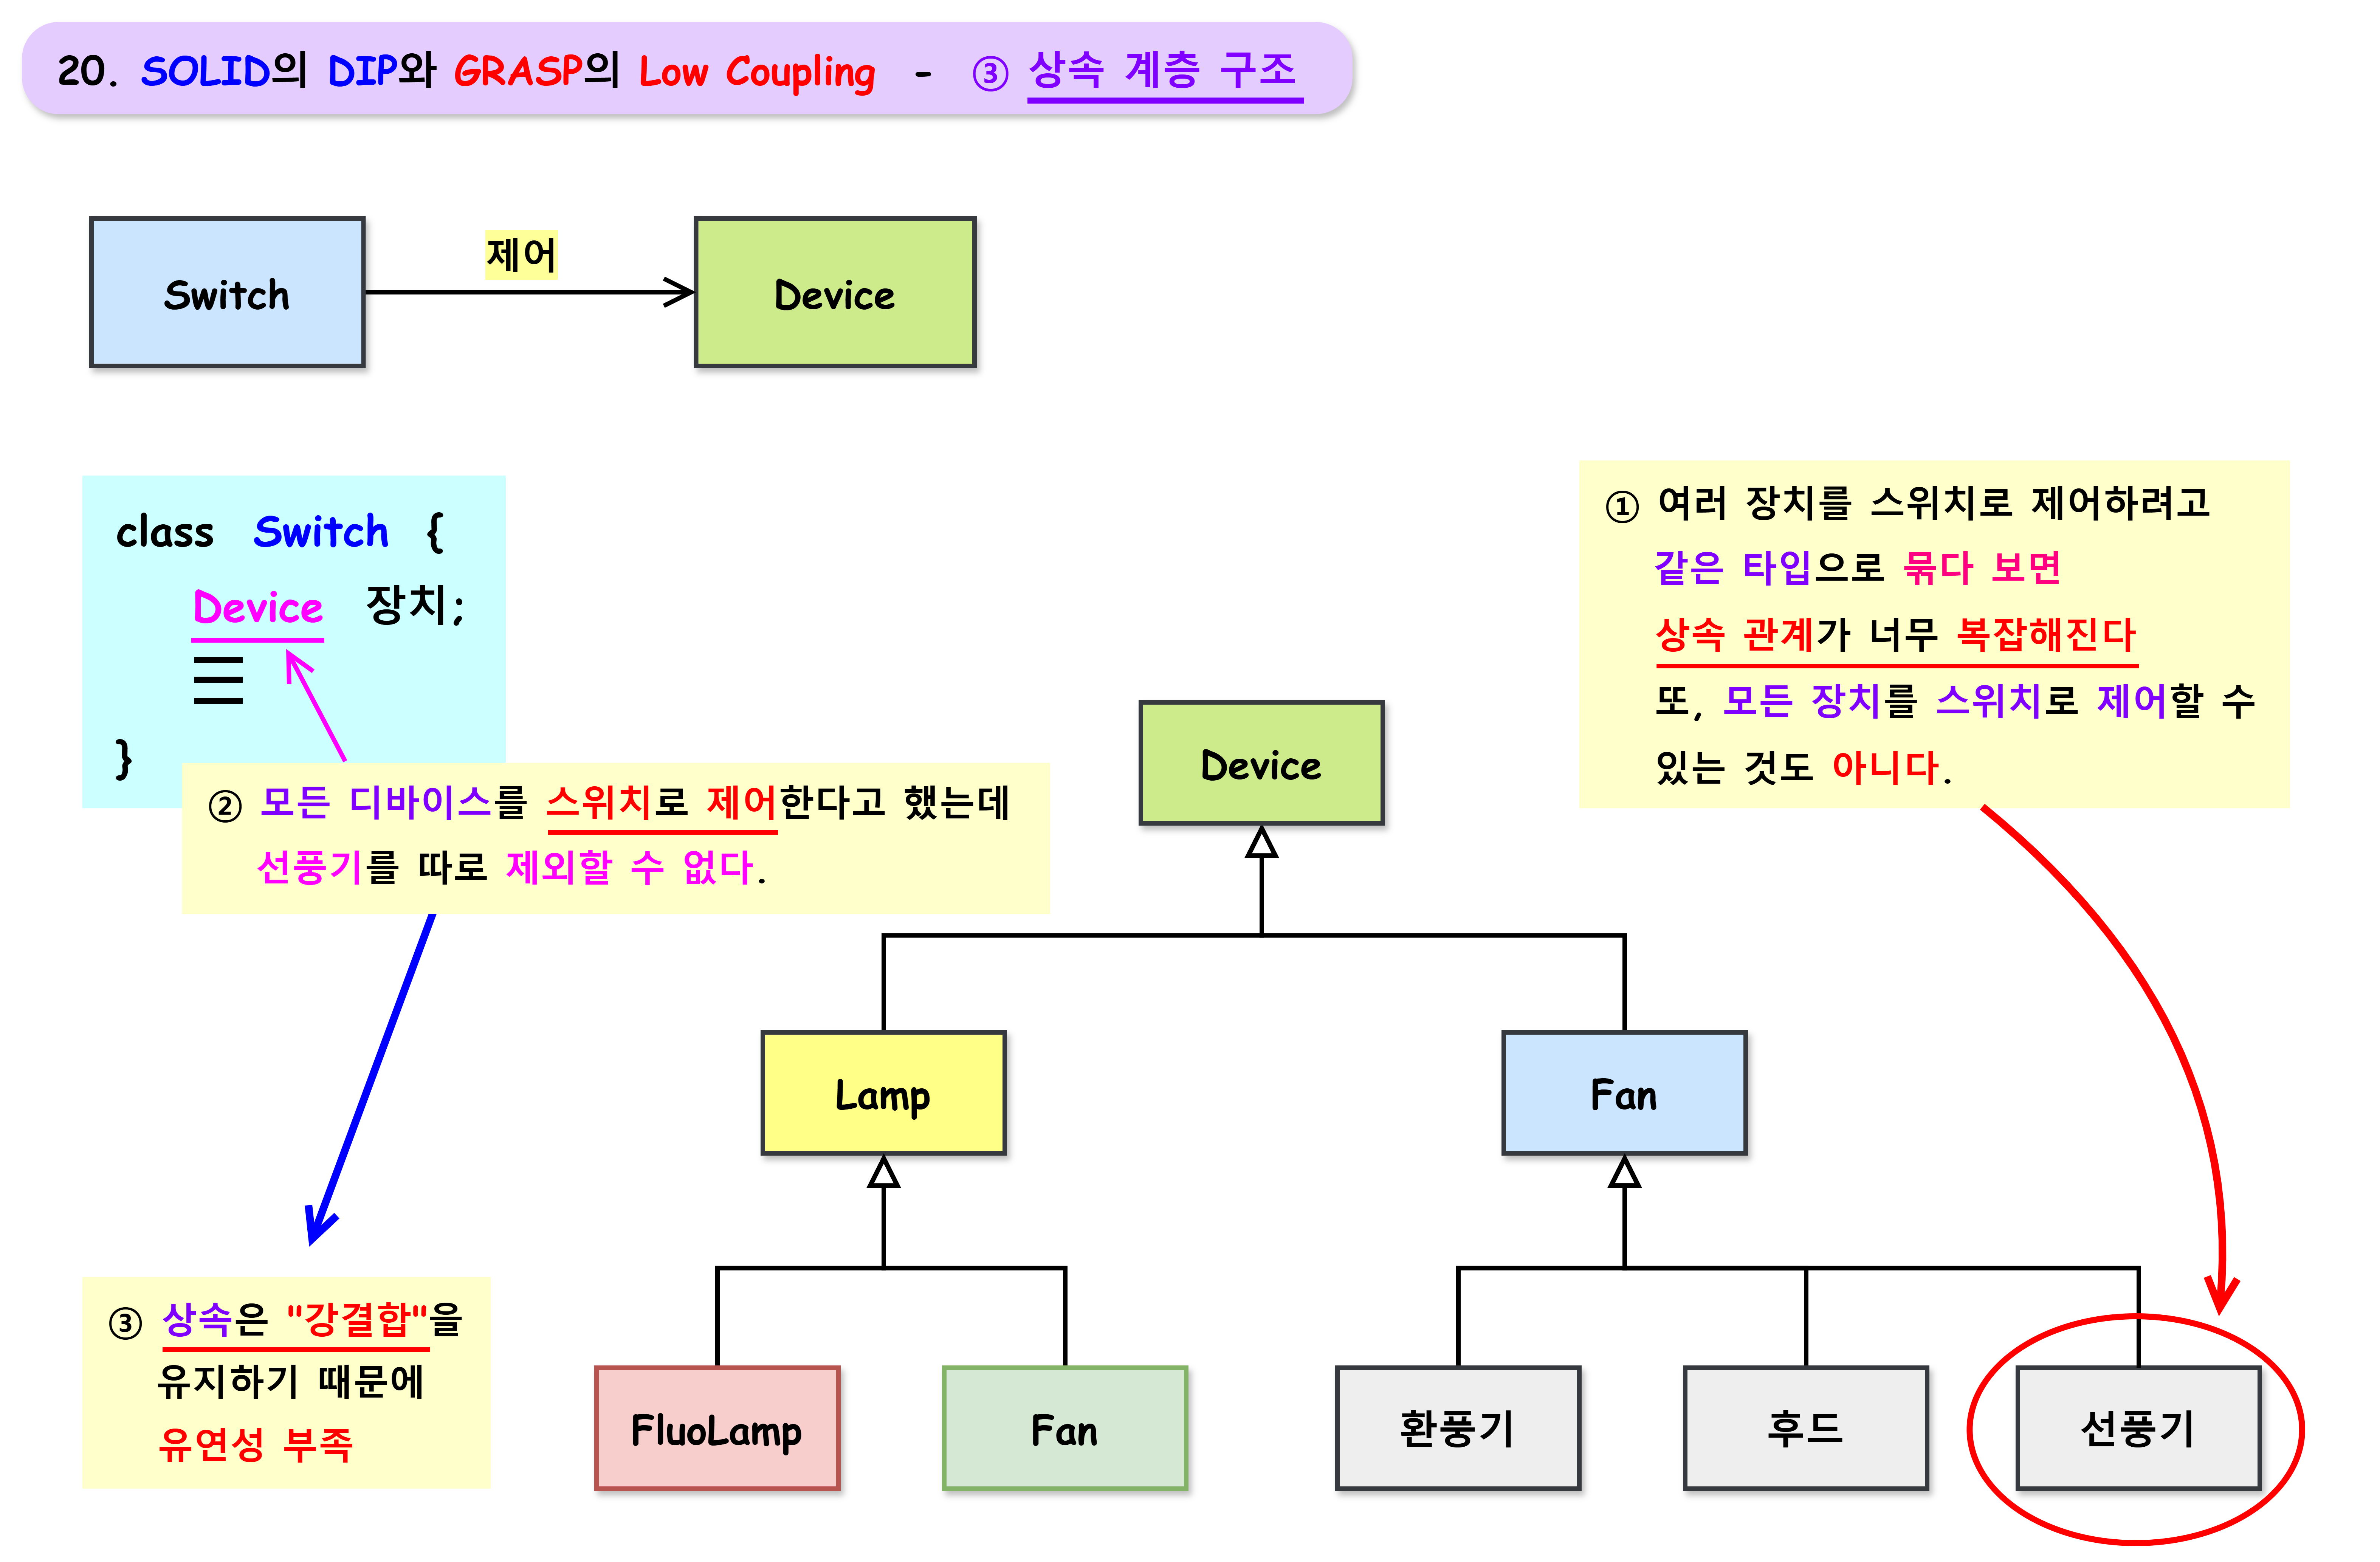 20. SOLID의 DIP와 GRASP의 Low Coupling - ③ 상속 계층 구조
Switch
제어
Device
class Switch {
Device 장치;
}
① 여러 장치를 스위치로 제어하려고
같은 타입으로 묶다 보면
상속 관계가 너무 복잡해진다
또, 모든 장치를 스위치로 제어할 수
있는 것도 아니다.
② 모든 디바이스를 스위치로 제어한다고 했는데
선풍기를 따로 제외할 수 없다.
Device
Lamp
Fan
③ 상속은 "강결합"을
유지하기 때문에
유연성 부족
FluoLamp
Fan
환풍기
후드
선풍기